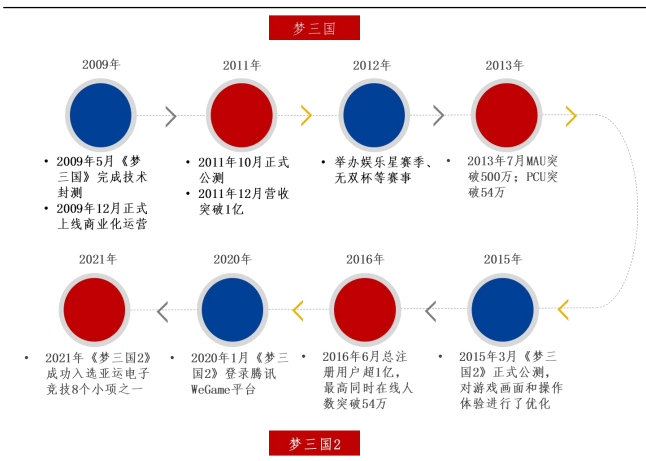 梦三国
2009年
2011年
2012年
2013年
• 2009年5月《梦
三国》完成技术
封测
• 2009年12月正式
上线商业化运营
• 2011年10月正式
公测
• 2011年12月营收
突破1亿
• 举办娱乐星赛季、
无双杯等赛事
• 2013年7月MAU突
破500万；PCU突
破54万
2021年
2020年
2016年
2015年
• 2021年《梦三国2》
成功入选亚运电子
竞技8个小项之一
• 2020年1月《梦三
国2》登录腾讯
WeGame平台
• 2016年6月总注
册用户超1亿，
最高同时在线人
数突破54万
• 2015年3月《梦三
国2》正式公测，
对游戏画面和操作
体验进行了优化
梦三国2